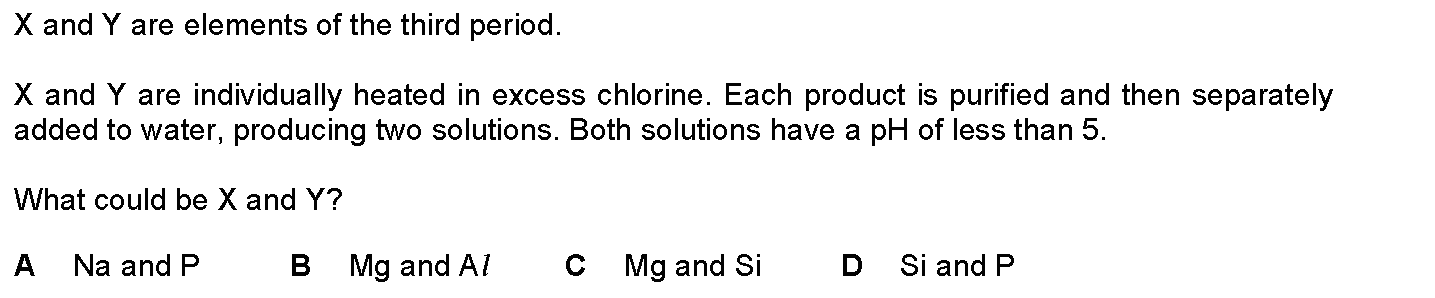 X and Y are elements of the third period.
X and Y are individually heated in excess chlorine. Each product is purified and then separately
added to water, producing two solutions. Both solutions have a pH of less than 5.
What could be X and Y?
A Na and P B Mg and Al C Mg and Si D Si and P